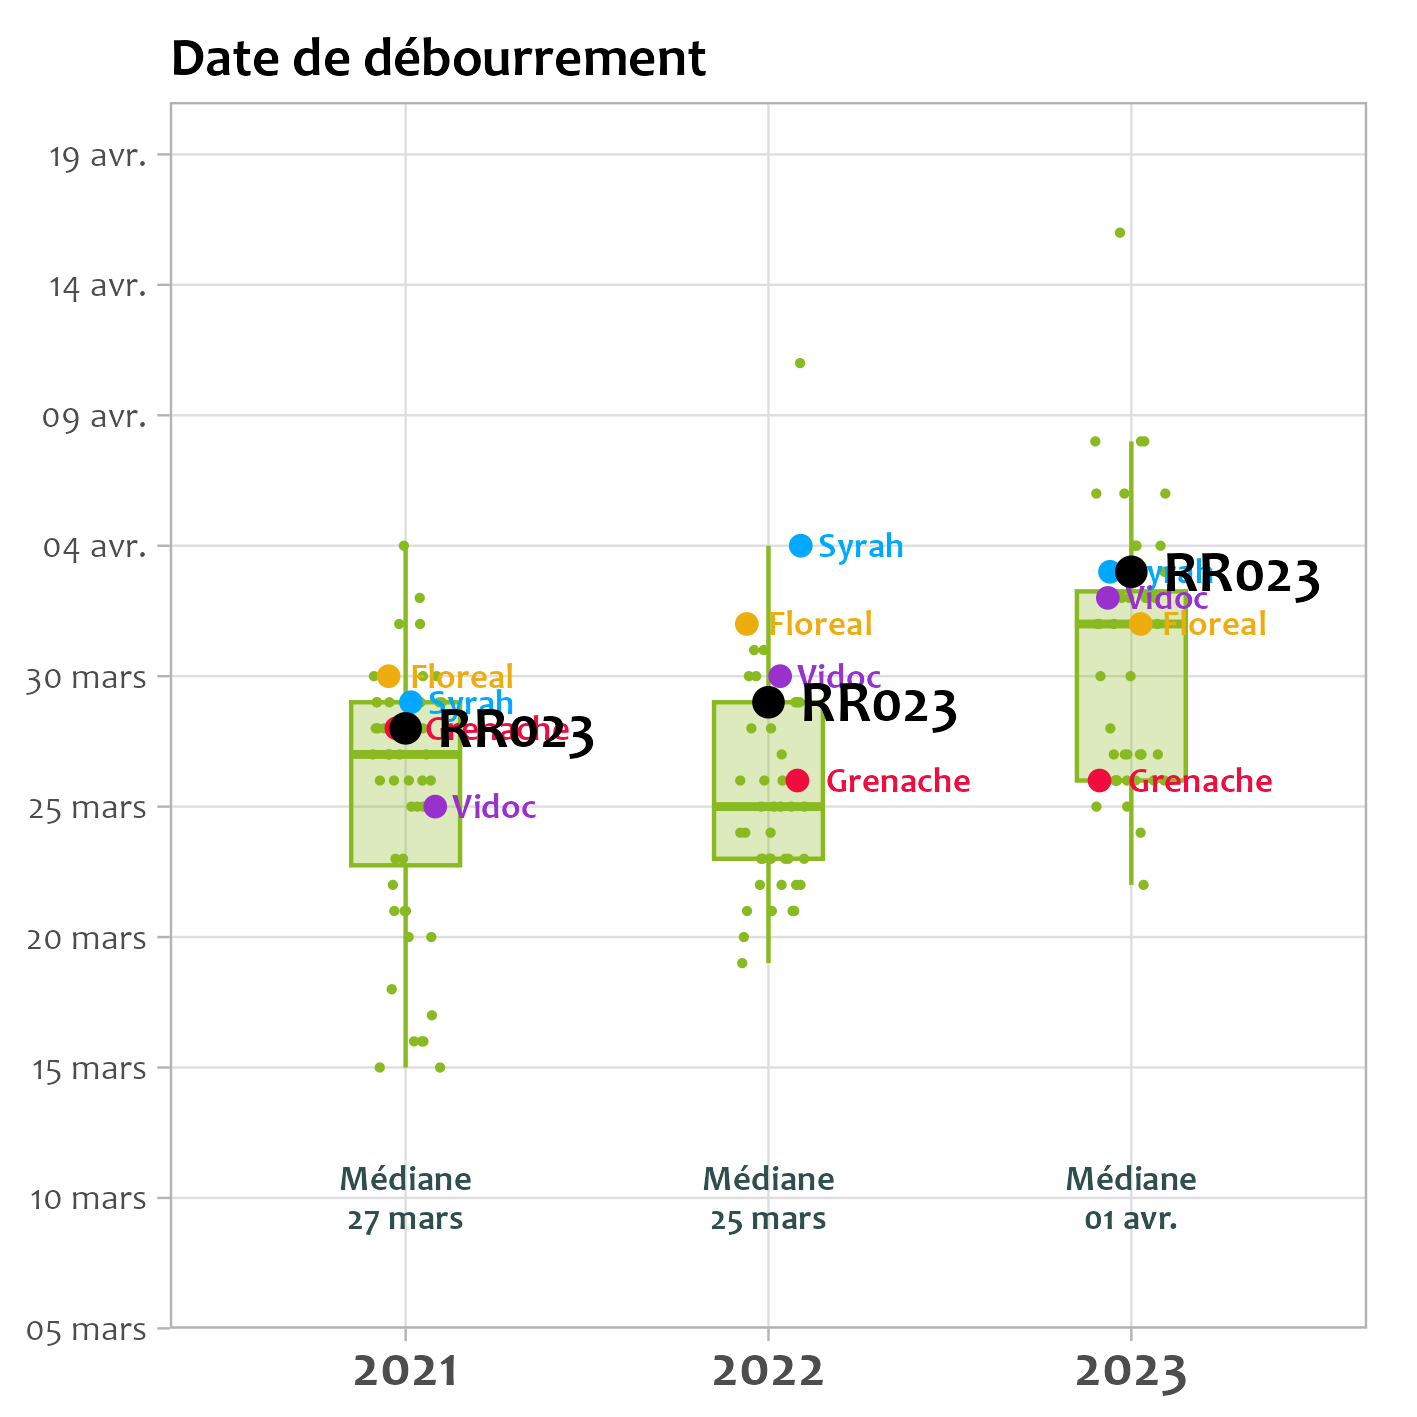 Date de débourrement
19 avr.
14 avr.
09 avr.
04 avr.
30 mars
25 mars
20 mars
15 mars
10 mars
05 mars
Floreal
Syrah
Grenache
RR023
Vidoc
Médiane
27 mars
Syrah
Floreal
Vidoc
RR023
Grenache
Médiane
25 mars
Syrah
RR023
Vidoc
Floreal
Grenache
Médiane
01 avr.
2021
2022
2023